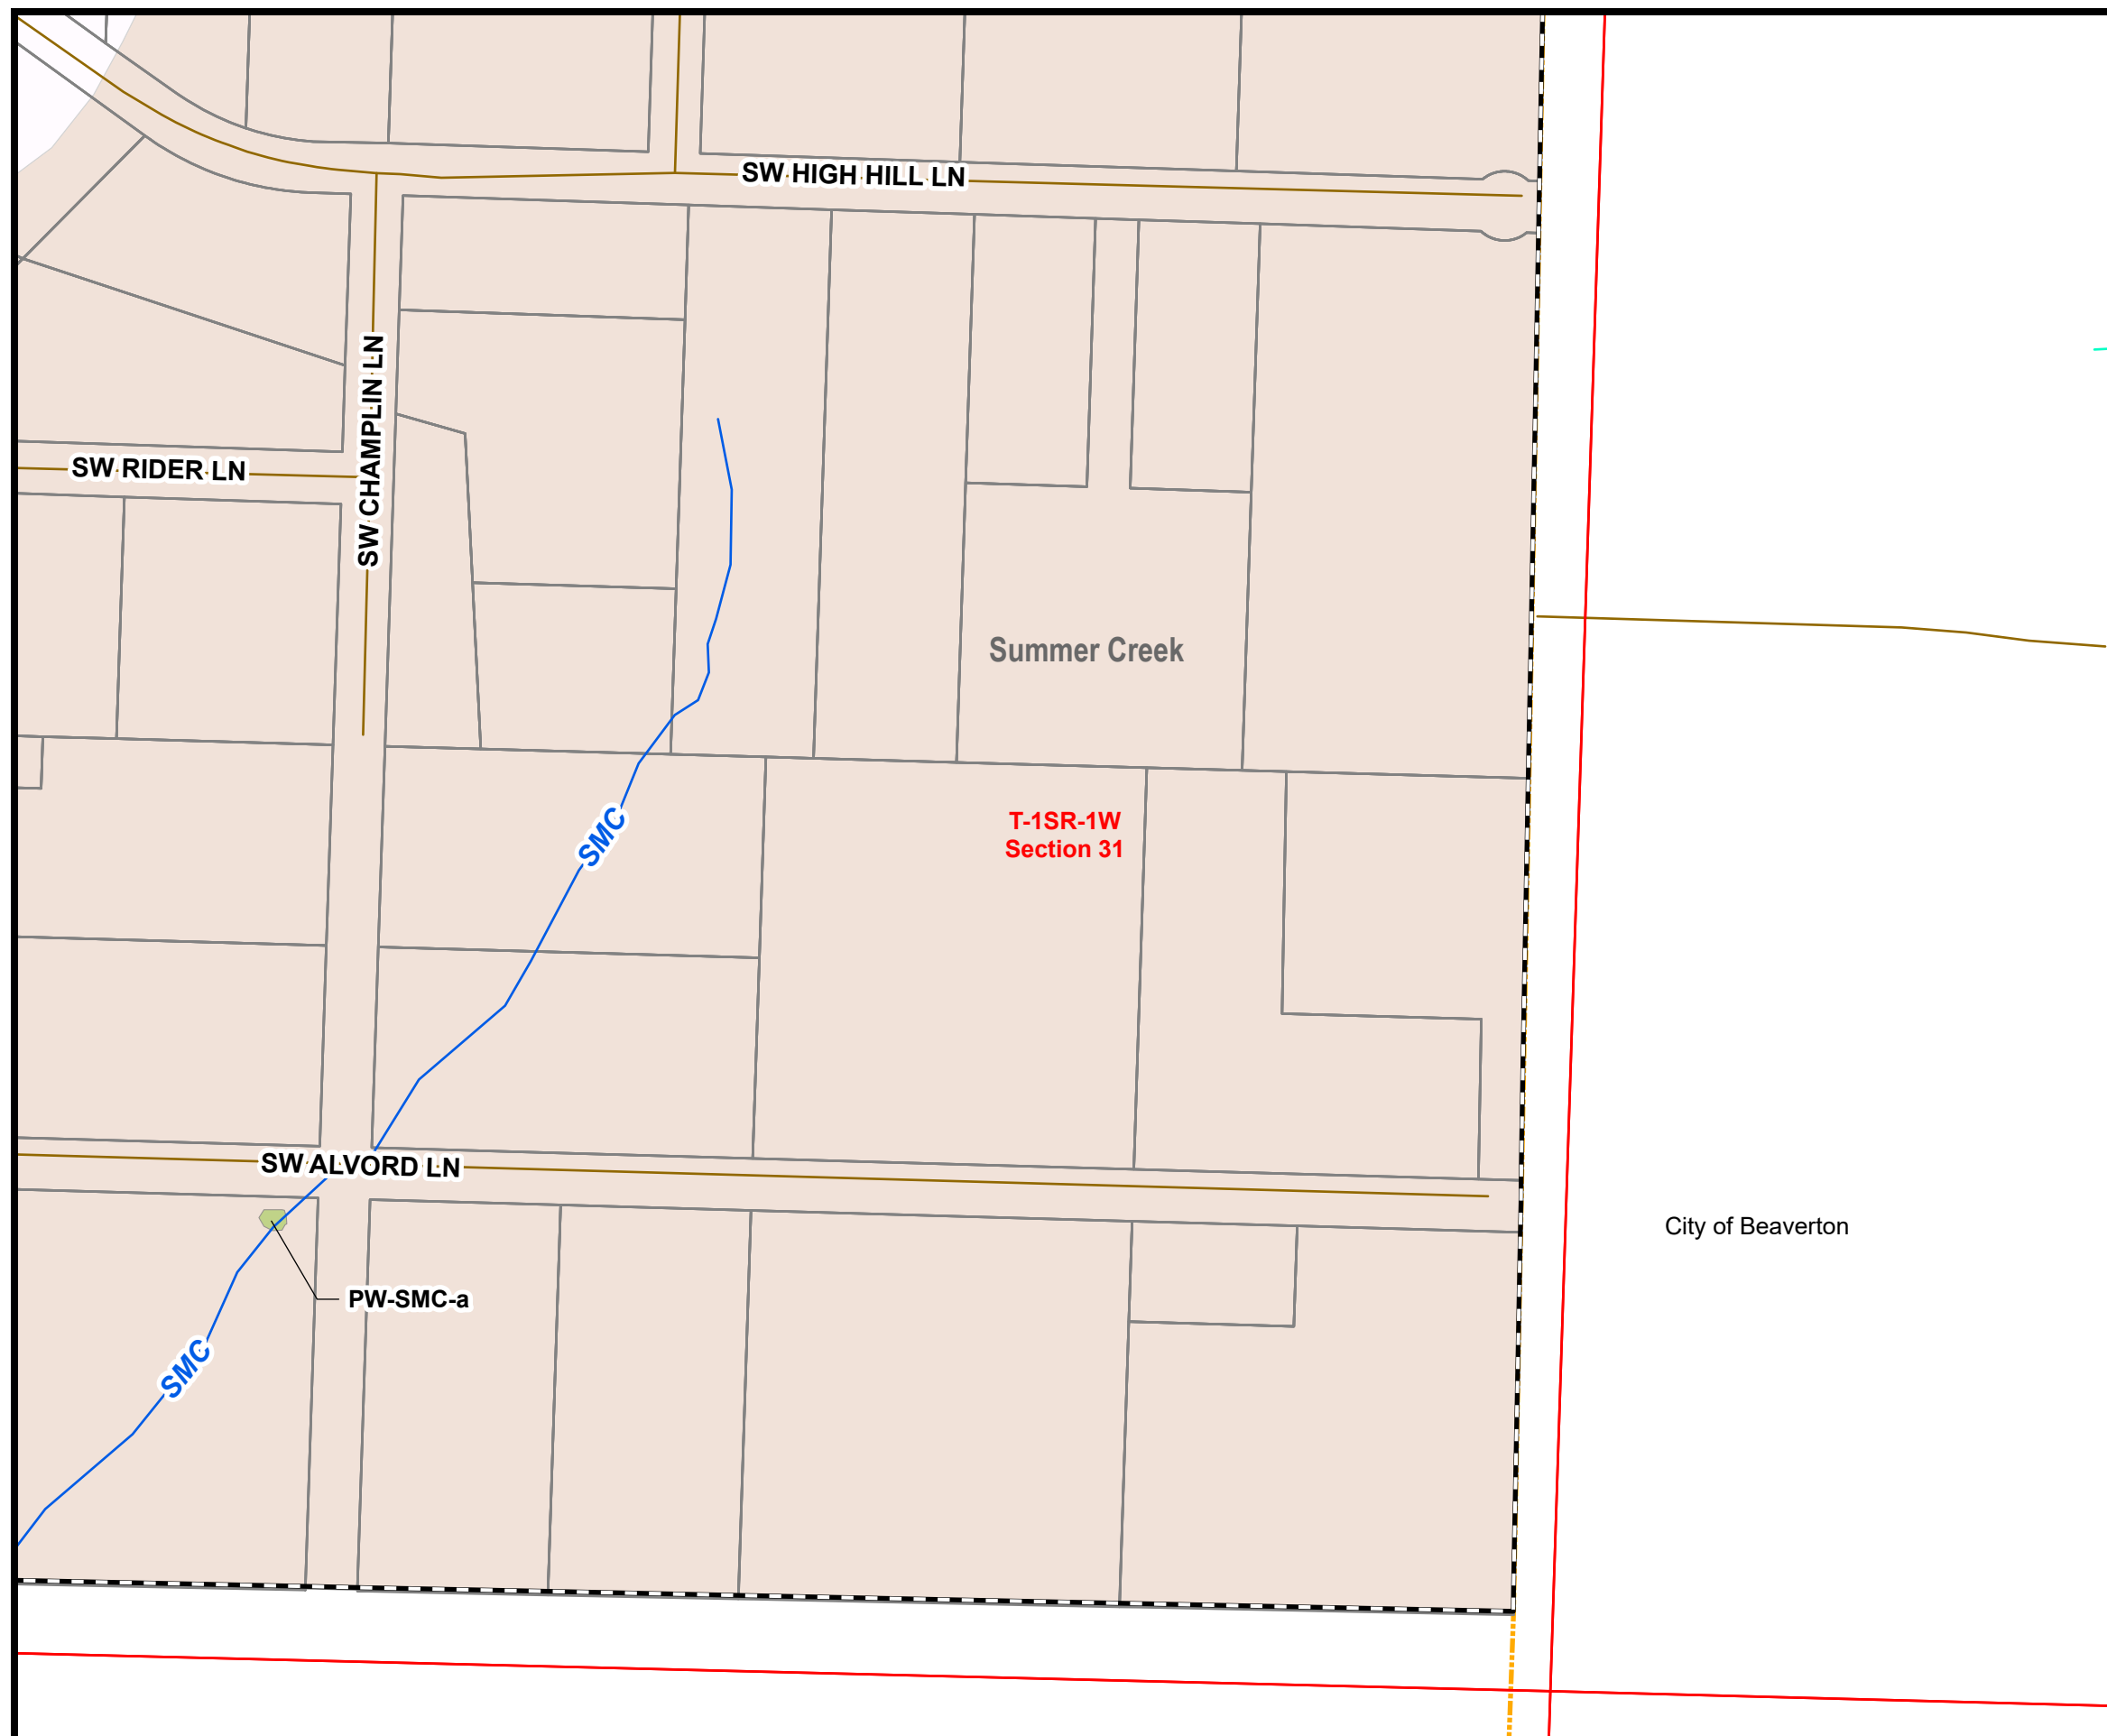 SW HIGH HILL LN
SW CHAMPLIN LN
SW RIDER LN
Summer Creek
T-1SR-1W
Section 31
SMC
SW ALVORD LN
City of Beaverton
PW-SMC-a
SMC